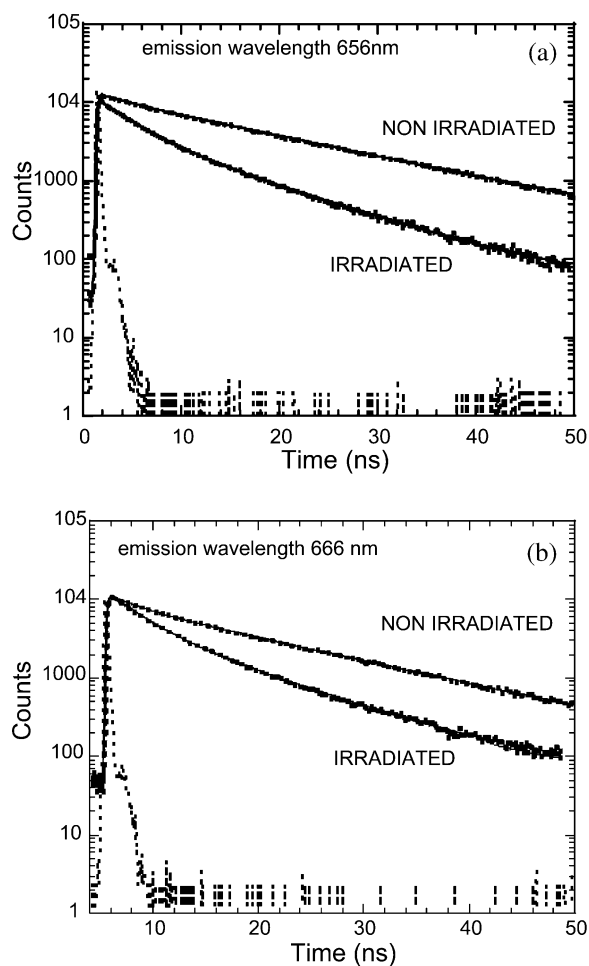 105
emission wavelength 656nm
(a)
104
NON IRRADIATED
1000
Counts
100
IRRADIATED
10
1
0 10 20 30 40 50
Time (ns)
105
emission wavelength 666 nm
(b)
104
NON IRRADIATED
1000
Counts
100
IRRADIATED
10
1
10 20 30 40 50
Time (ns)